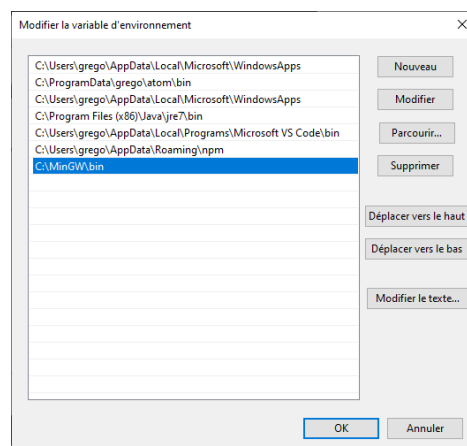 Modifier la variable d'environnement
C:\Users\grego\AppData\Local\Microsoft\WindowsApps
C:\ProgramData\grego\atom\bin
C:\Users\grego\AppData\Local\Microsoft\WindowsApps
C:\Program Files (x86)\Java\jre7\bin
C:\Users\grego\AppData\Local\Programs\Microsoft VS Code\bin
C:\Users\grego\AppData\Roaming\npm
C:\MinGW\bin
Nouveau
Modifier
Parcourir...
Supprimer
Déplacer vers le haut
Déplacer vers le bas
Modifier le texte...
OK
Annuler